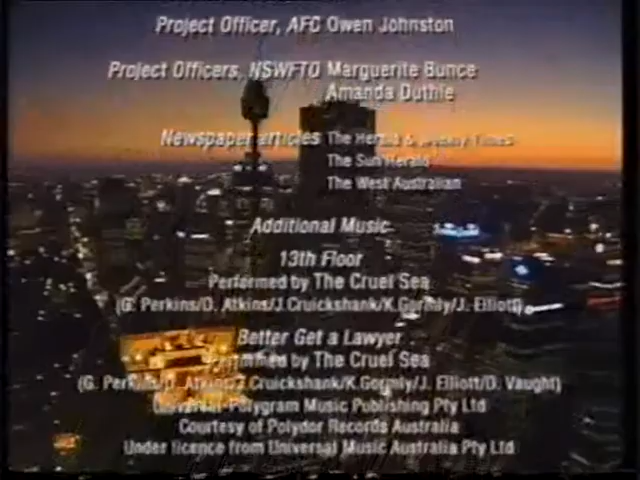 Project Officer, AFC Owen Johnston
Project Officers, NSWFTO Marguerite Bunce
Amanda Duthie
Newspaper articles The Herald & Weekly Times
The Sun Herald
The West Australian
Additional Music
13th Floor
Performed by The Cruel Sea
(G. Perkins/D. Atkins/J.Cruickshank/K.Gormly/J. Elliott)
Better Get a Lawyer
Performed by The Cruel Sea
(G. Perkins/D. Atkins/J.Cruickshank/K.Gormly/J. Elliott/D. Vaught)
Universal-Polygram Music Publishing Pty Ltd
Courtesy of Polydor Records Australia
Under licence from Universal Music Australia Pty Ltd